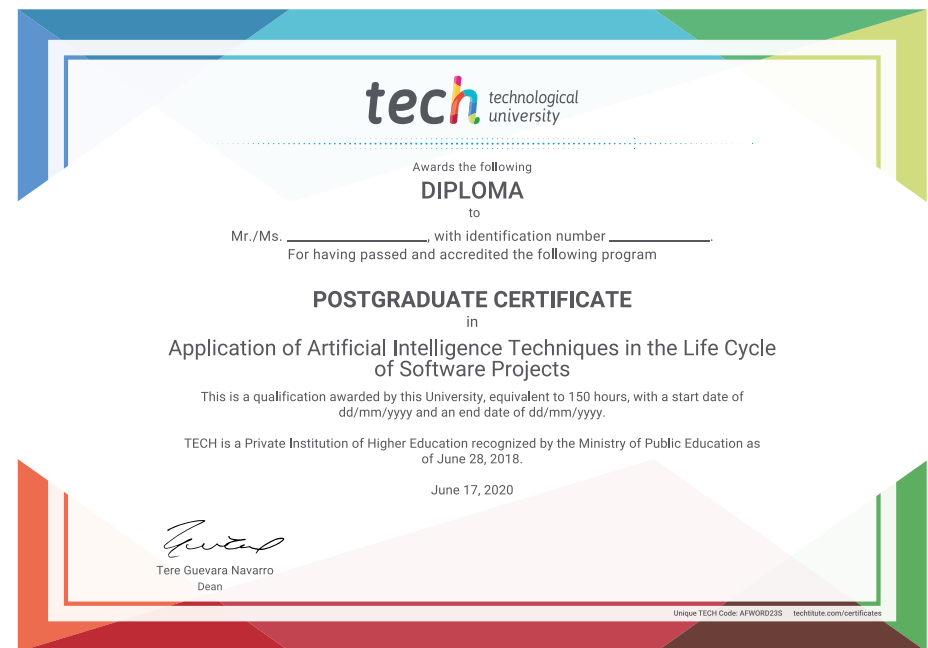 tech technological
university
Awards the following
DIPLOMA
to
Mr./Ms. ____________, with identification number ____________.
For having passed and accredited the following program
POSTGRADUATE CERTIFICATE
in
Application of Artificial Intelligence Techniques in the Life Cycle
of Software Projects
This is a qualification awarded by this University, equivalent to 150 hours, with a start date of
dd/mm/yyyy and an end date of dd/mm/yyyy.
TECH is a Private Institution of Higher Education recognized by the Ministry of Public Education as
of June 28, 2018.
June 17, 2020
Tere Guevara Navarro
Dean
Unique TECH Code: AFWORD23S techtitute.com/certificates